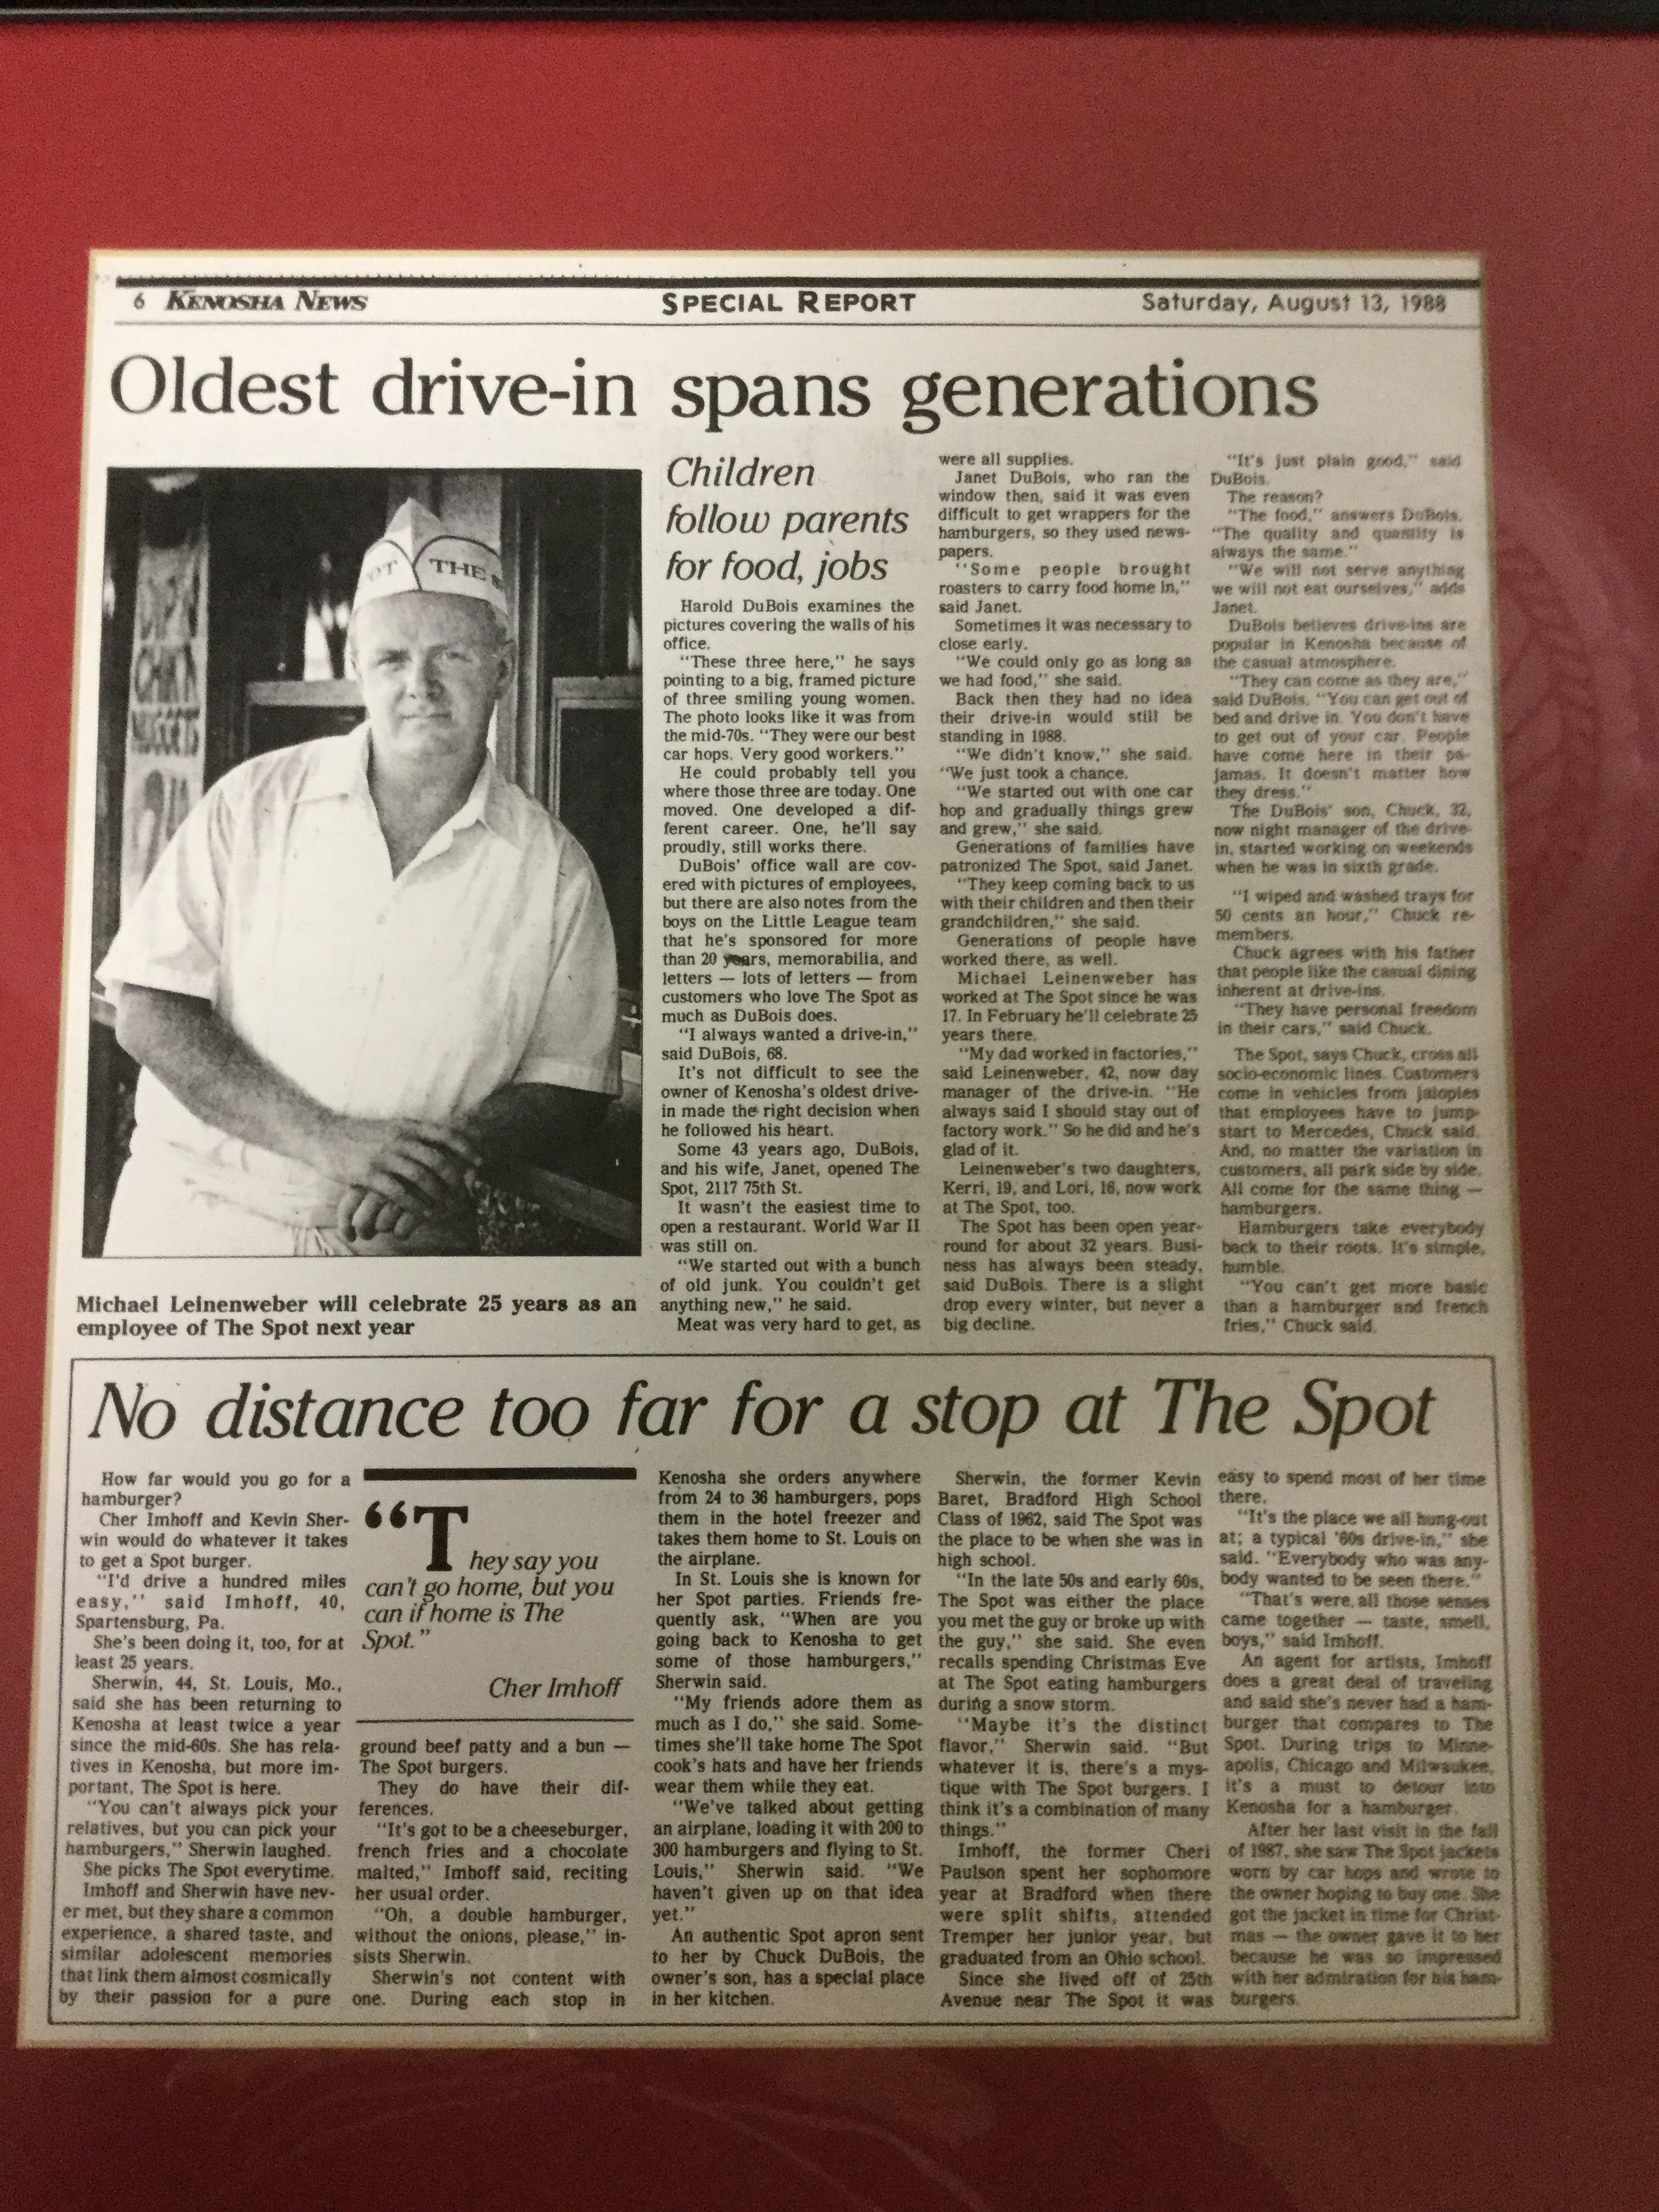 6 KENOSHA NEWS
SPECIAL REPORT
Saturday, August 13, 1988
Oldest drive-in spans generations
OT THE S
Michael Leinenweber will celebrate 25 years as an
employee of The Spot next year
Children
follow parents
for food, jobs
Harold DuBois examines the
pictures covering the walls of his
office.
"These three here," he says
pointing to a big, framed picture
of three smiling young women.
The photo looks like it was from
the mid-70s. "They were our best
car hops. Very good workers."
He could probably tell you
where those three are today. One
moved. One developed a dif-
ferent career. One, he'll say
proudly, still works there.
DuBois' office wall are cov-
ered with pictures of employees,
but there are also notes from the
boys on the Little League team
that he's sponsored for more
than 20 years, memorabilia, and
letters — lots of letters — from
customers who love The Spot as
much as DuBois does.
"I always wanted a drive-in,"
said DuBois, 68.
It's not difficult to see the
owner of Kenosha's oldest drive-
in made the right decision when
he followed his heart.
Some 43 years ago, DuBois,
and his wife, Janet, opened The
Spot, 2117 75th St.
It wasn't the easiest time to
open a restaurant. World War II
was still on.
"We started out with a bunch
of old junk. You couldn't get
anything new," he said.
Meat was very hard to get, as
were all supplies.
Janet DuBois, who ran the
window then, said it was even
difficult to get wrappers for the
hamburgers, so they used news-
papers.
"Some people brought
roasters to carry food home in,"
said Janet.
Sometimes it was necessary to
close early.
"We could only go as long as
we had food," she said.
Back then they had no idea
their drive-in would still be
standing in 1988.
"We didn't know," she said.
"We just took a chance.
"We started out with one car
hop and gradually things grew
and grew," she said.
Generations of families have
patronized The Spot, said Janet.
"They keep coming back to us
with their children and then their
grandchildren," she said.
Generations of people have
worked there, as well.
Michael Leinenweber has
worked at The Spot since he was
17. In February he'll celebrate 25
years there.
"My dad worked in factories,"
said Leinenweber, 42, now day
manager of the drive-in. "He
always said I should stay out of
factory work." So he did and he's
glad of it.
Leinenweber's two daughters,
Kerri, 19, and Lori, 16, now work
at The Spot, too.
The Spot has been open year-
round for about 32 years. Busi-
ness has always been steady,
said DuBois. There is a slight
drop every winter, but never a
big decline.
"It's just plain good," said
DuBois.
The reason?
"The food," answers DuBois.
"The quality and quantity is
always the same."
"We will not serve anything
we will not eat ourselves," adds
Janet.
DuBois believes drive-ins are
popular in Kenosha because of
the casual atmosphere.
"They can come as they are,"
said DuBois. "You can get out of
bed and drive in. You don't have
to get out of your car. People
have come here in their pa-
jamas. It doesn't matter how
they dress."
The DuBois' son, Chuck, 32,
now night manager of the drive-
in, started working on weekends
when he was in sixth grade.
"I wiped and washed trays for
50 cents an hour," Chuck re-
members.
Chuck agrees with his father
that people like the casual dining
inherent at drive-ins.
"They have personal freedom
in their cars," said Chuck.
The Spot, says Chuck, cross all
socio-economic lines. Customers
come in vehicles from jalopies
that employees have to jump-
start to Mercedes, Chuck said.
And, no matter the variation in
customers, all park side by side.
All come for the same thing —
hamburgers.
Hamburgers take everybody
back to their roots. It's simple,
humble.
"You can't get more basic
than a hamburger and french
fries," Chuck said.
No distance too far for a stop at The Spot
How far would you go for a
hamburger?
Cher Imhoff and Kevin Sher-
win would do whatever it takes
to get a Spot burger.
"I'd drive a hundred miles
easy," said Imhoff, 40,
Spartensburg, Pa.
She's been doing it, too, for at
least 25 years.
Sherwin, 44, St. Louis, Mo.,
said she has been returning to
Kenosha at least twice a year
since the mid-60s. She has rela-
tives in Kenosha, but more im-
portant, The Spot is here.
"You can't always pick your
relatives, but you can pick your
hamburgers," Sherwin laughed.
She picks The Spot everytime.
Imhoff and Sherwin have nev-
er met, but they share a common
experience, a shared taste, and
similar adolescent memories
that link them almost cosmically
by their passion for a pure
"They say you
can't go home, but you
can if home is The
Spot."
Cher Imhoff
ground beef patty and a bun —
The Spot burgers.
They do have their dif-
ferences.
"It's got to be a cheeseburger,
french fries and a chocolate
malted," Imhoff said, reciting
her usual order.
"Oh, a double hamburger,
without the onions, please," in-
sists Sherwin.
Sherwin's not content with
one. During each stop in
Kenosha she orders anywhere
from 24 to 36 hamburgers, pops
them in the hotel freezer and
takes them home to St. Louis on
the airplane.
In St. Louis she is known for
her Spot parties. Friends fre-
quently ask, "When are you
going back to Kenosha to get
some of those hamburgers,"
Sherwin said.
"My friends adore them as
much as I do," she said. Some-
times she'll take home The Spot
cook's hats and have her friends
wear them while they eat.
"We've talked about getting
an airplane, loading it with 200 to
300 hamburgers and flying to St.
Louis," Sherwin said. "We
haven't given up on that idea
yet."
An authentic Spot apron sent
to her by Chuck DuBois, the
owner's son, has a special place
in her kitchen.
Sherwin, the former Kevin
Baret, Bradford High School
Class of 1962, said The Spot was
the place to be when she was in
high school.
"In the late 50s and early 60s,
The Spot was either the place
you met the guy or broke up with
the guy," she said. She even
recalls spending Christmas Eve
at The Spot eating hamburgers
during a snow storm.
"Maybe it's the distinct
flavor," Sherwin said. "But
whatever it is, there's a mys-
tique with The Spot burgers. I
think it's a combination of many
things."
Imhoff, the former Cheri
Paulson spent her sophomore
year at Bradford when there
were split shifts, attended
Tremper her junior year, but
graduated from an Ohio school.
Since she lived off of 25th
Avenue near The Spot it was
easy to spend most of her time
there.
"It's the place we all hung-out
at; a typical '60s drive-in," she
said. "Everybody who was any-
body wanted to be seen there."
"That's were all those senses
came together — taste, smell,
boys," said Imhoff.
An agent for artists, Imhoff
does a great deal of traveling
and said she's never had a ham-
burger that compares to The
Spot. During trips to Minne-
apolis, Chicago and Milwaukee,
it's a must to detour into
Kenosha for a hamburger.
After her last visit in the fall
of 1987, she saw The Spot jackets
worn by car hops and wrote to
the owner hoping to buy one. She
got the jacket in time for Christ-
mas — the owner gave it to her
because he was so impressed
with her admiration for his ham-
burgers.